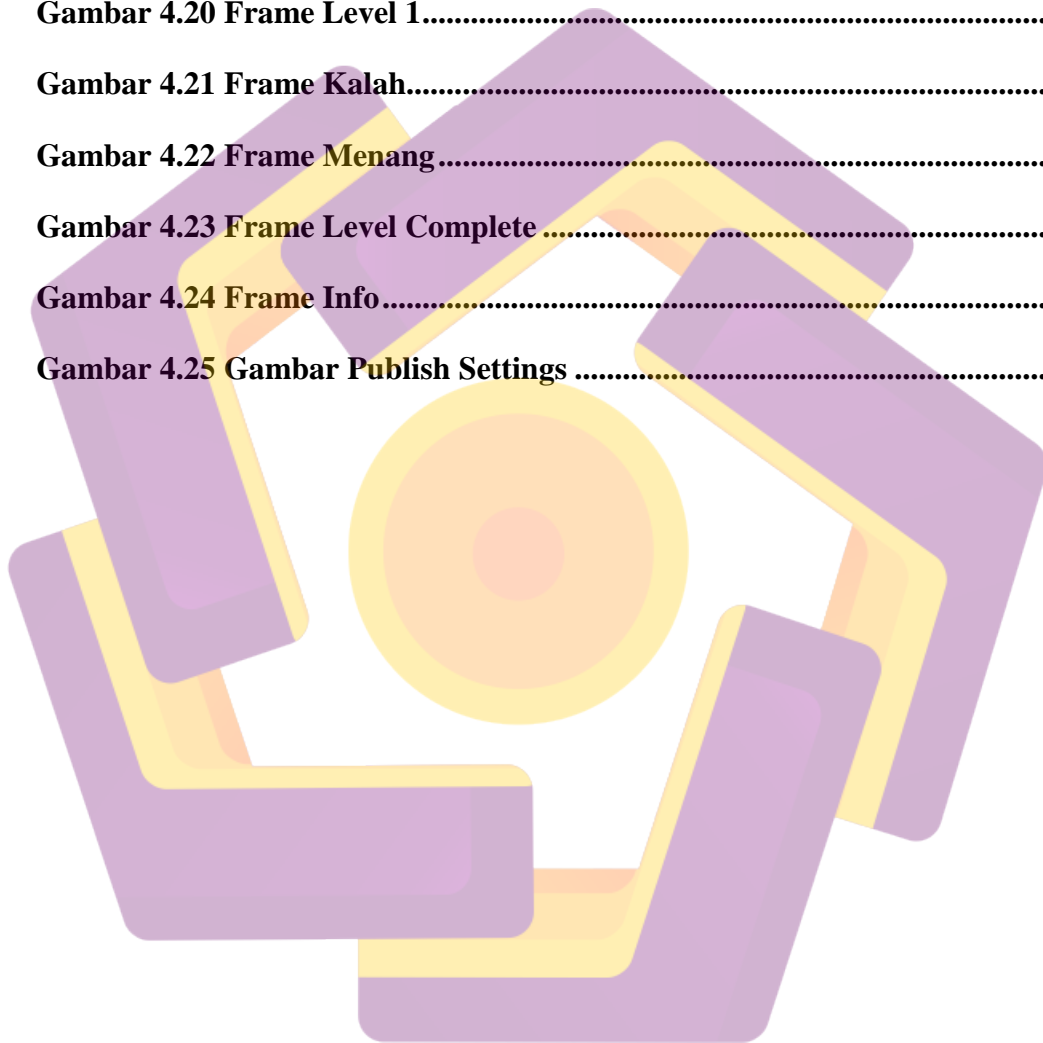 Gambar 4.20 Frame Level 1..........................................................................
Gambar 4.21 Frame Kalah............................................................................
Gambar 4.22 Frame Menang........................................................................
Gambar 4.23 Frame Level Complete...........................................................
Gambar 4.24 Frame Info...............................................................................
Gambar 4.25 Gambar Publish Settings.......................................................